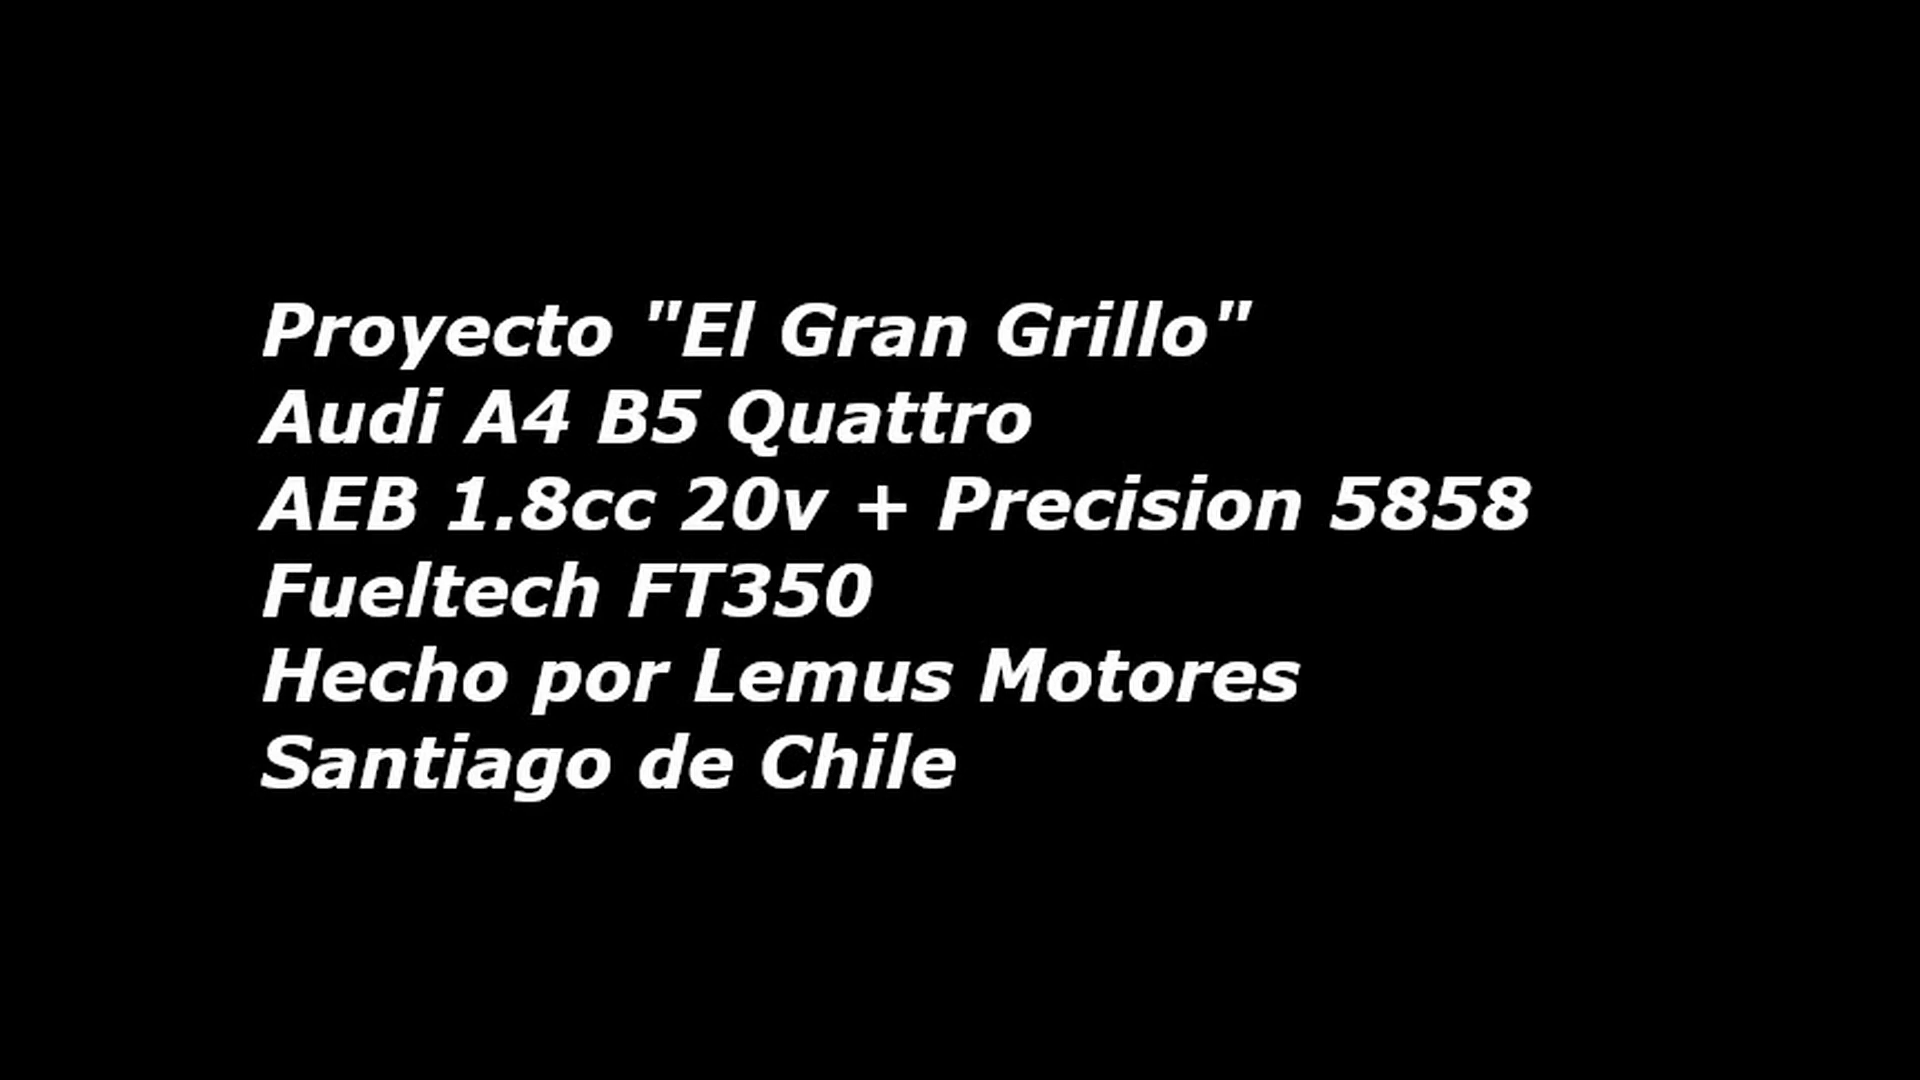 Proyecto "El Gran Grillo"
Audi A4 B5 Quattro
AEB 1.8cc 20v + Precision 5858
Fueltech FT350
Hecho por Lemus Motores
Santiago de Chile